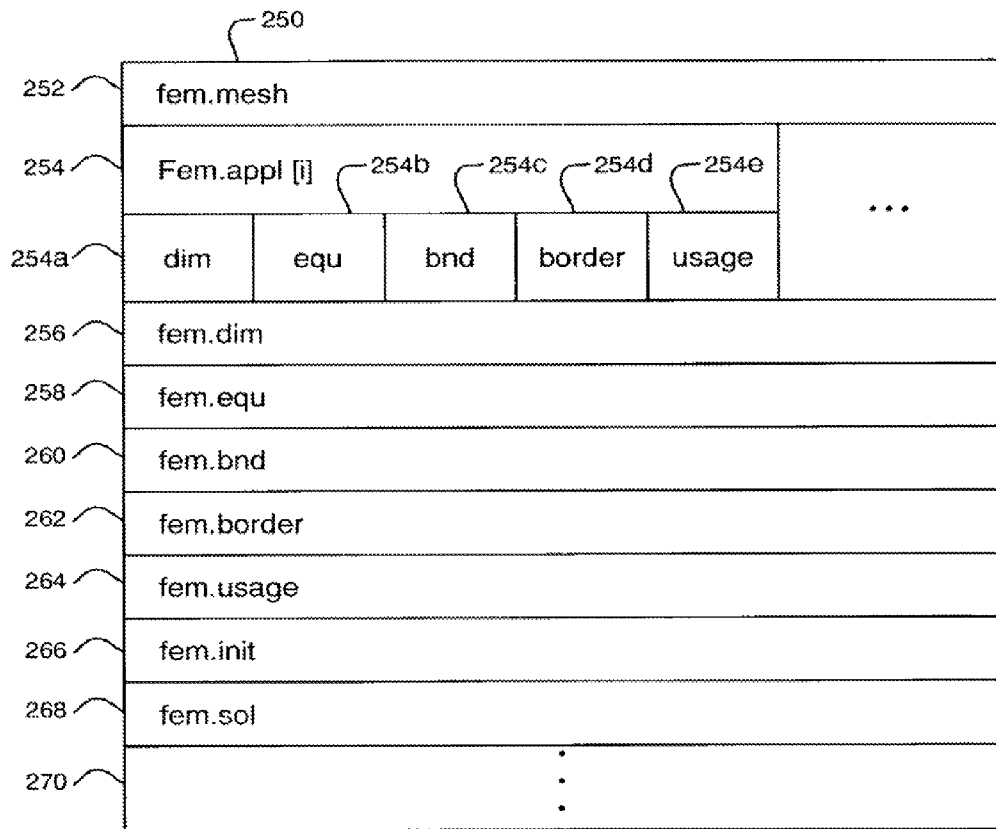 250
252 fem.mesh
254 Fem.appl [i] 254b 254c 254d 254e
...
254a dim equ bnd border usage
256 fem.dim
258 fem.equ
260 fem.bnd
262 fem.border
264 fem.usage
266 fem.init
268 fem.sol
270